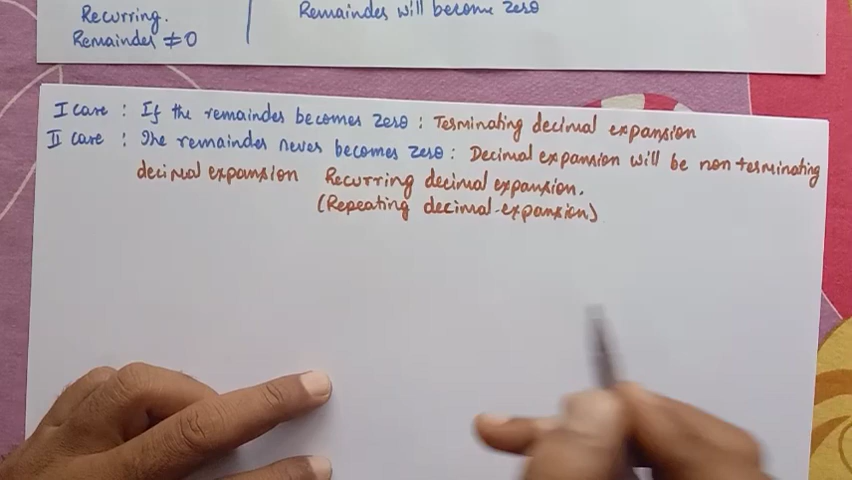 Recurring.
Remainder ≠0
Remainder will become zero
I case : If the remainder becomes zero : Terminating decimal expansion
II case : The remainder never becomes zero : Decimal expansion will be non terminating
decimal expansion Recurring decimal expansion.
(Repeating decimal expansion)